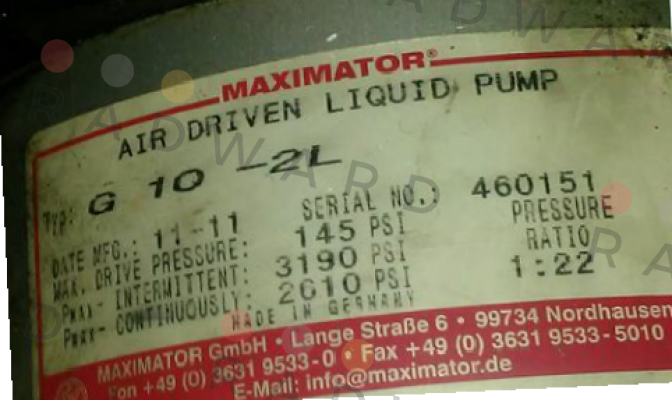 MAXIMATOR®
AIR DRIVEN LIQUID PUMP
TYP: G 10 -2L
DATE MFG.: 11-11 SERIAL NO.: 460151
MAX. DRIVE PRESSURE: 145 PSI PRESSURE
PMAX- INTERMITTENT: 3190 PSI RATIO
PMAX- CONTINUOUSLY: 2610 PSI 1:22
MADE IN GERMANY
MAXIMATOR GmbH • Lange Straße 6 • 99734 Nordhausen
Fon +49 (0) 3631 9533-0 • Fax +49 (0) 3631 9533-5010
E-Mail: info@maximator.de